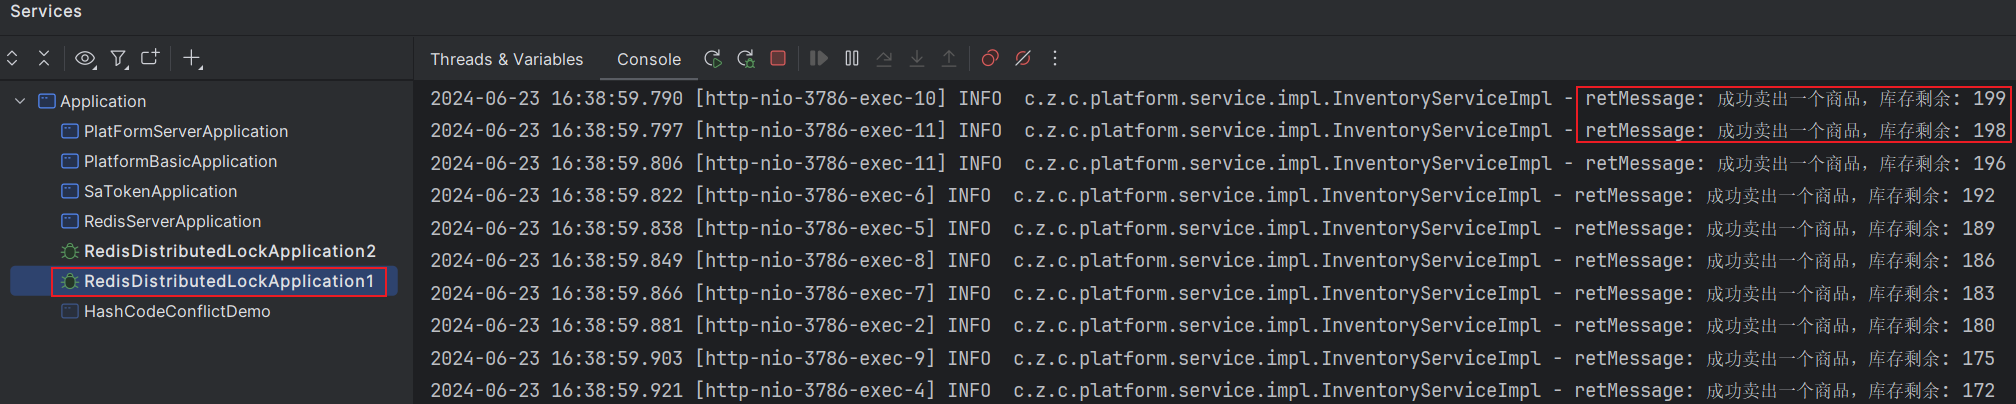 Services
Threads & Variables
Console
Application
PlatFormServerApplication
PlatformBasicApplication
SaTokenApplication
RedisServerApplication
RedisDistributedLockApplication2
RedisDistributedLockApplication1
HashCodeConflictDemo
2024-06-23 16:38:59.790 [http-nio-3786-exec-10] INFO  c.z.c.platform.service.impl.InventoryServiceImpl - retMessage: 成功卖出一个商品，库存剩余: 199
2024-06-23 16:38:59.797 [http-nio-3786-exec-11] INFO  c.z.c.platform.service.impl.InventoryServiceImpl - retMessage: 成功卖出一个商品，库存剩余: 198
2024-06-23 16:38:59.806 [http-nio-3786-exec-11] INFO  c.z.c.platform.service.impl.InventoryServiceImpl - retMessage: 成功卖出一个商品，库存剩余: 196
2024-06-23 16:38:59.822 [http-nio-3786-exec-6] INFO  c.z.c.platform.service.impl.InventoryServiceImpl - retMessage: 成功卖出一个商品，库存剩余: 192
2024-06-23 16:38:59.838 [http-nio-3786-exec-5] INFO  c.z.c.platform.service.impl.InventoryServiceImpl - retMessage: 成功卖出一个商品，库存剩余: 189
2024-06-23 16:38:59.849 [http-nio-3786-exec-8] INFO  c.z.c.platform.service.impl.InventoryServiceImpl - retMessage: 成功卖出一个商品，库存剩余: 186
2024-06-23 16:38:59.866 [http-nio-3786-exec-7] INFO  c.z.c.platform.service.impl.InventoryServiceImpl - retMessage: 成功卖出一个商品，库存剩余: 183
2024-06-23 16:38:59.881 [http-nio-3786-exec-2] INFO  c.z.c.platform.service.impl.InventoryServiceImpl - retMessage: 成功卖出一个商品，库存剩余: 180
2024-06-23 16:38:59.903 [http-nio-3786-exec-9] INFO  c.z.c.platform.service.impl.InventoryServiceImpl - retMessage: 成功卖出一个商品，库存剩余: 175
2024-06-23 16:38:59.921 [http-nio-3786-exec-4] INFO  c.z.c.platform.service.impl.InventoryServiceImpl - retMessage: 成功卖出一个商品，库存剩余: 172